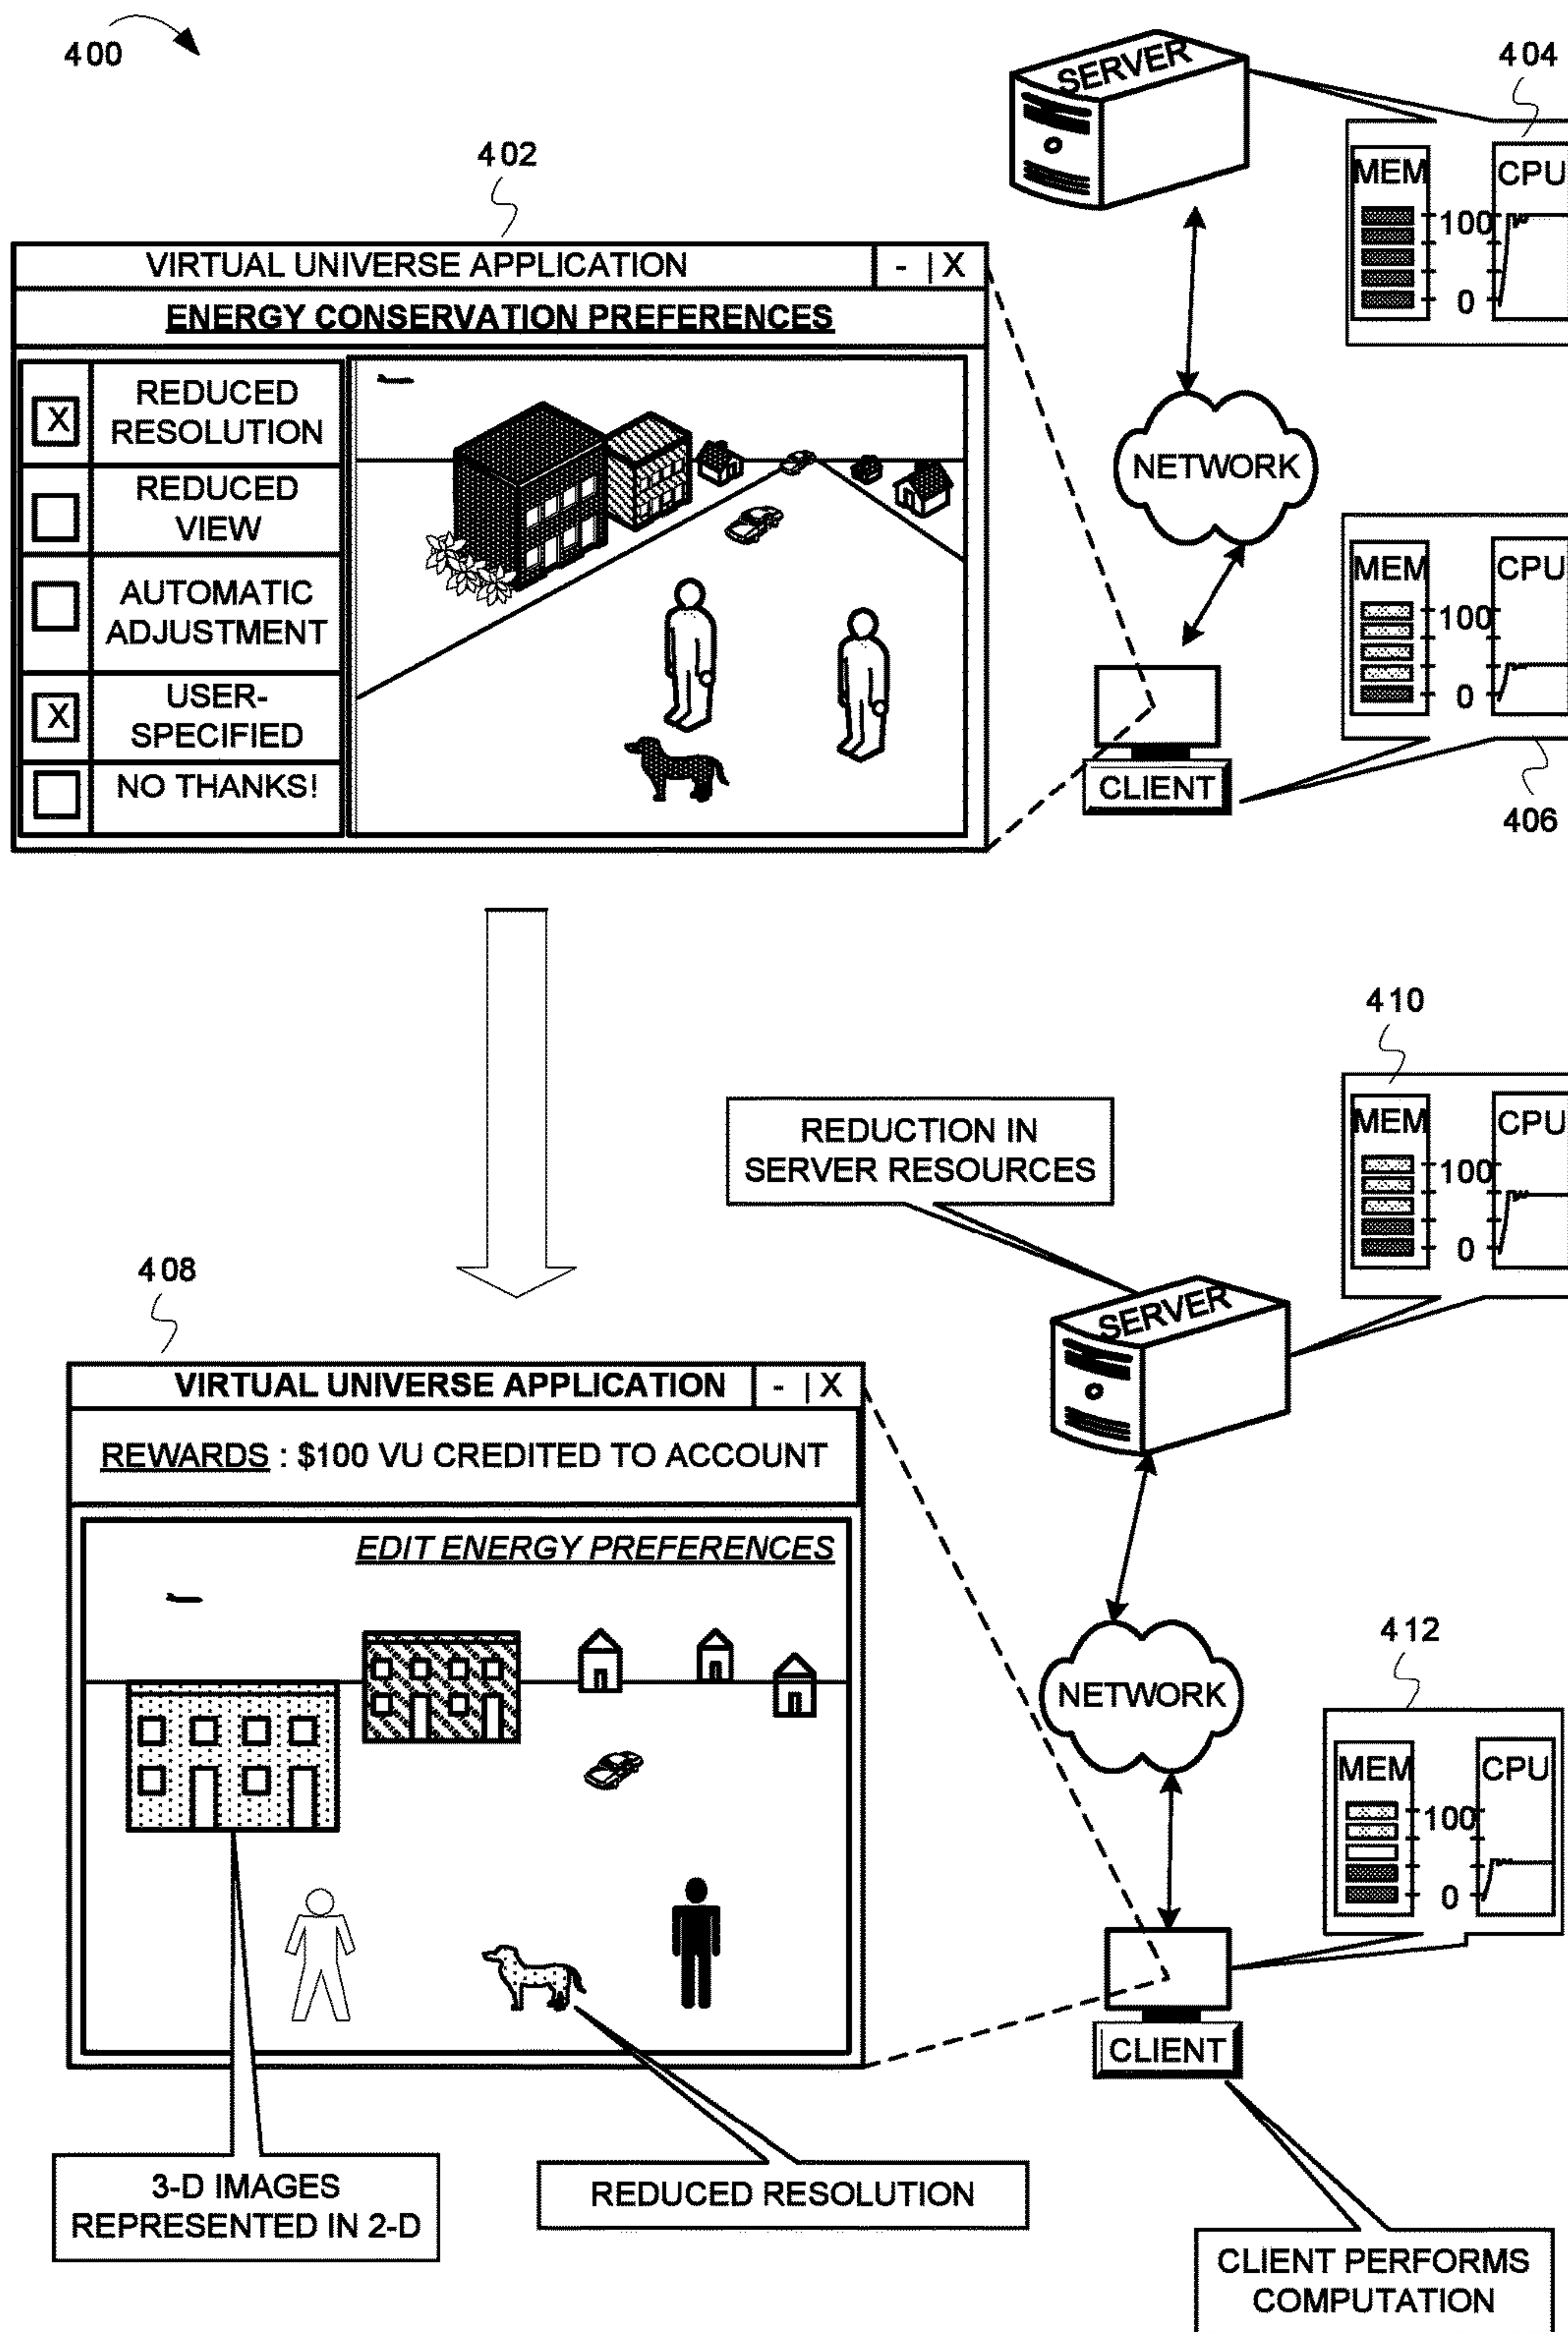 400
402
SERVER
404
MEM
CPU
100
0
VIRTUAL UNIVERSE APPLICATION
- | X
ENERGY CONSERVATION PREFERENCES
X
REDUCED
RESOLUTION
REDUCED
VIEW
AUTOMATIC
ADJUSTMENT
X
USER-
SPECIFIED
NO THANKS!
NETWORK
MEM
CPU
100
0
CLIENT
406
410
MEM
CPU
100
0
REDUCTION IN
SERVER RESOURCES
SERVER
408
VIRTUAL UNIVERSE APPLICATION
- | X
REWARDS : $100 VU CREDITED TO ACCOUNT
EDIT ENERGY PREFERENCES
NETWORK
412
MEM
CPU
100
0
CLIENT
3-D IMAGES
REPRESENTED IN 2-D
REDUCED RESOLUTION
CLIENT PERFORMS
COMPUTATION